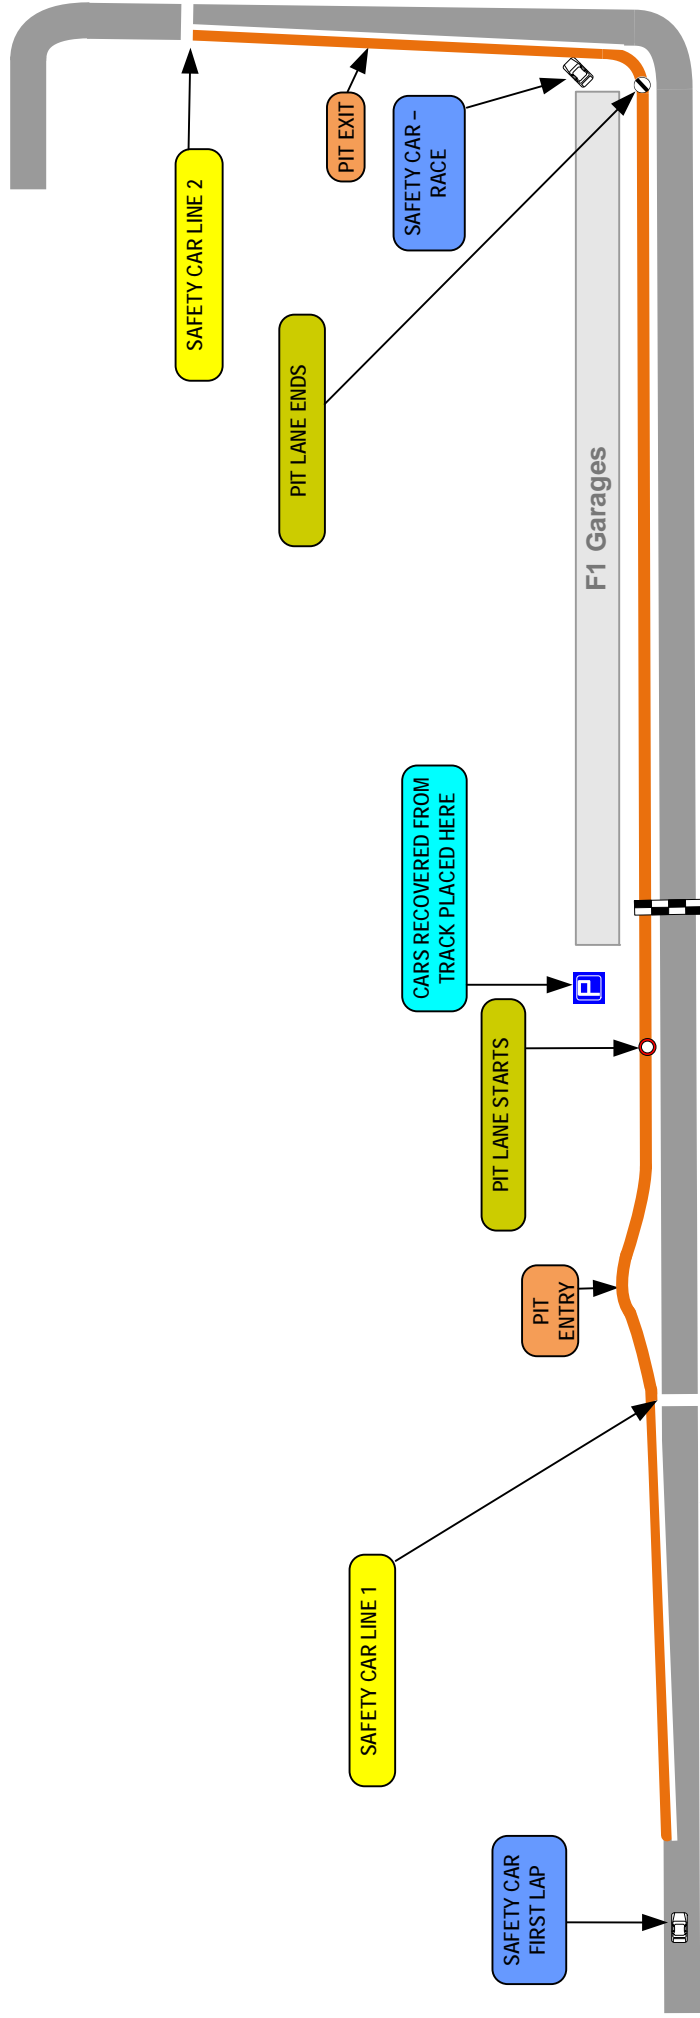 SAFETY CAR
FIRST LAP
SAFETY CAR LINE 1
PIT
ENTRY
PIT LANE STARTS
CARS RECOVERED FROM
TRACK PLACED HERE
P
F1 Garages
PIT LANE ENDS
SAFETY CAR LINE 2
PIT EXIT
SAFETY CAR –
RACE